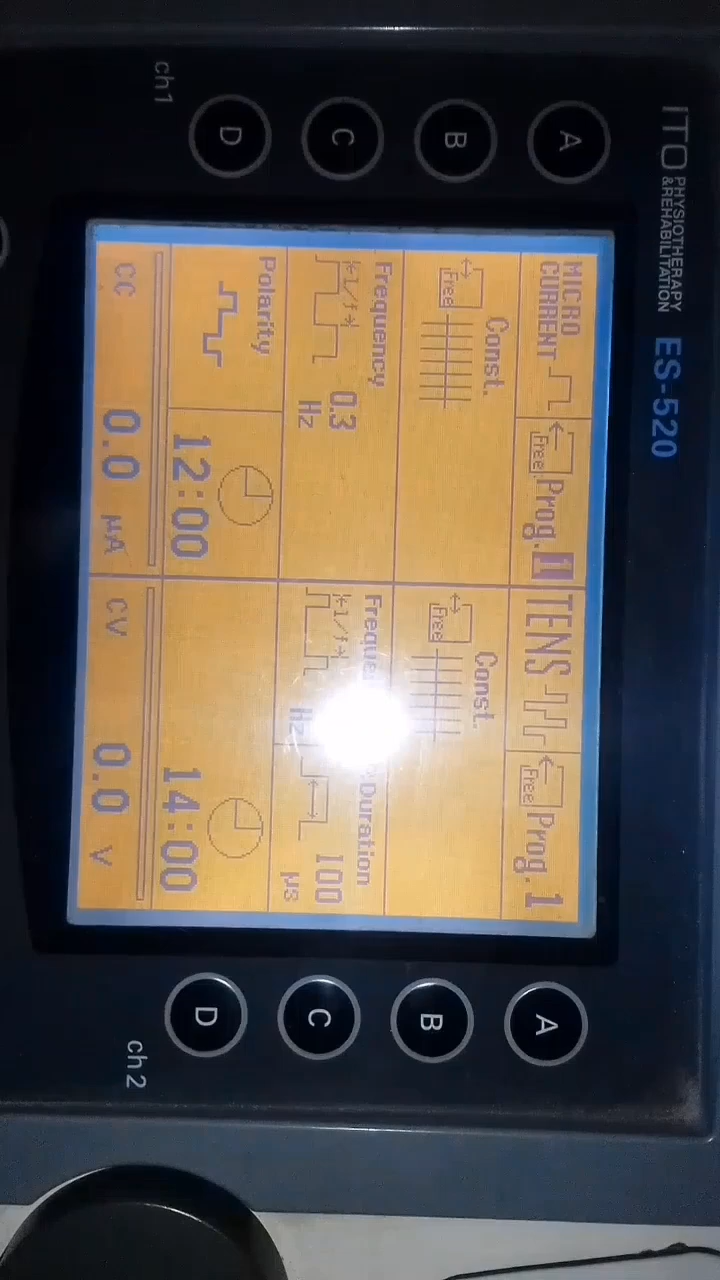 ITO PHYSIOTHERAPY
&REHABILITATION
ES-520
A
B
C
D
ch1
MICRO
CURRENT
Free
Prog. 1
Const.
Free
Frequency
1/f
0.3
Hz
Polarity
12:00
CC
0.0 μA
TENS
Free
Prog. 1
Const.
Free
1/f
Hz
Duration
100
μs
14:00
CV
0.0 V
A
B
C
D
ch2